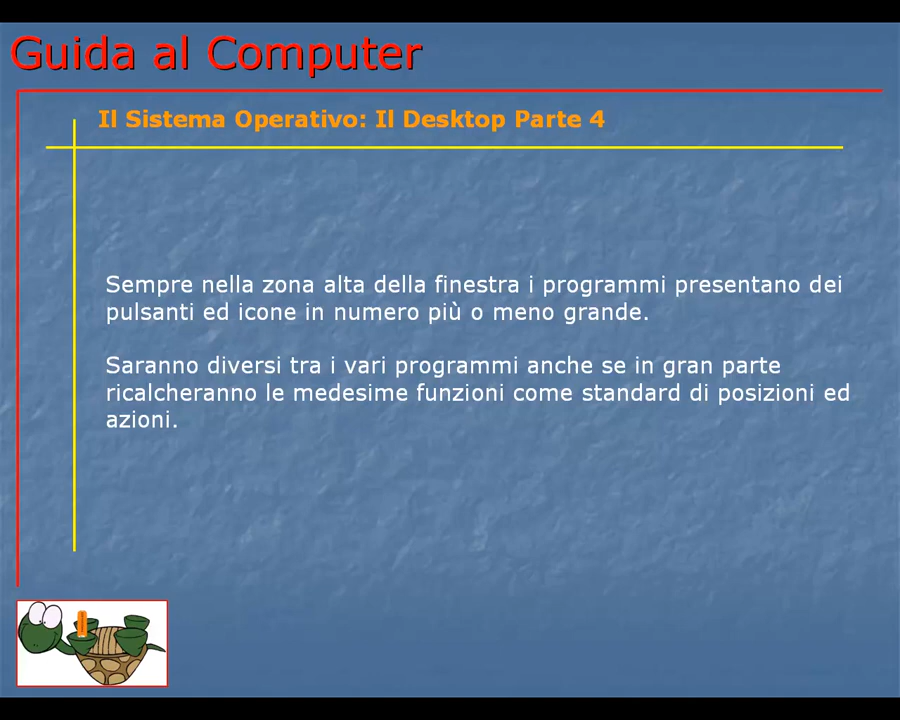 Guida al Computer
Il Sistema Operativo: Il Desktop Parte 4
Sempre nella zona alta della finestra i programmi presentano dei
pulsanti ed icone in numero più o meno grande.
Saranno diversi tra i vari programmi anche se in gran parte
ricalcheranno le medesime funzioni come standard di posizioni ed
azioni.